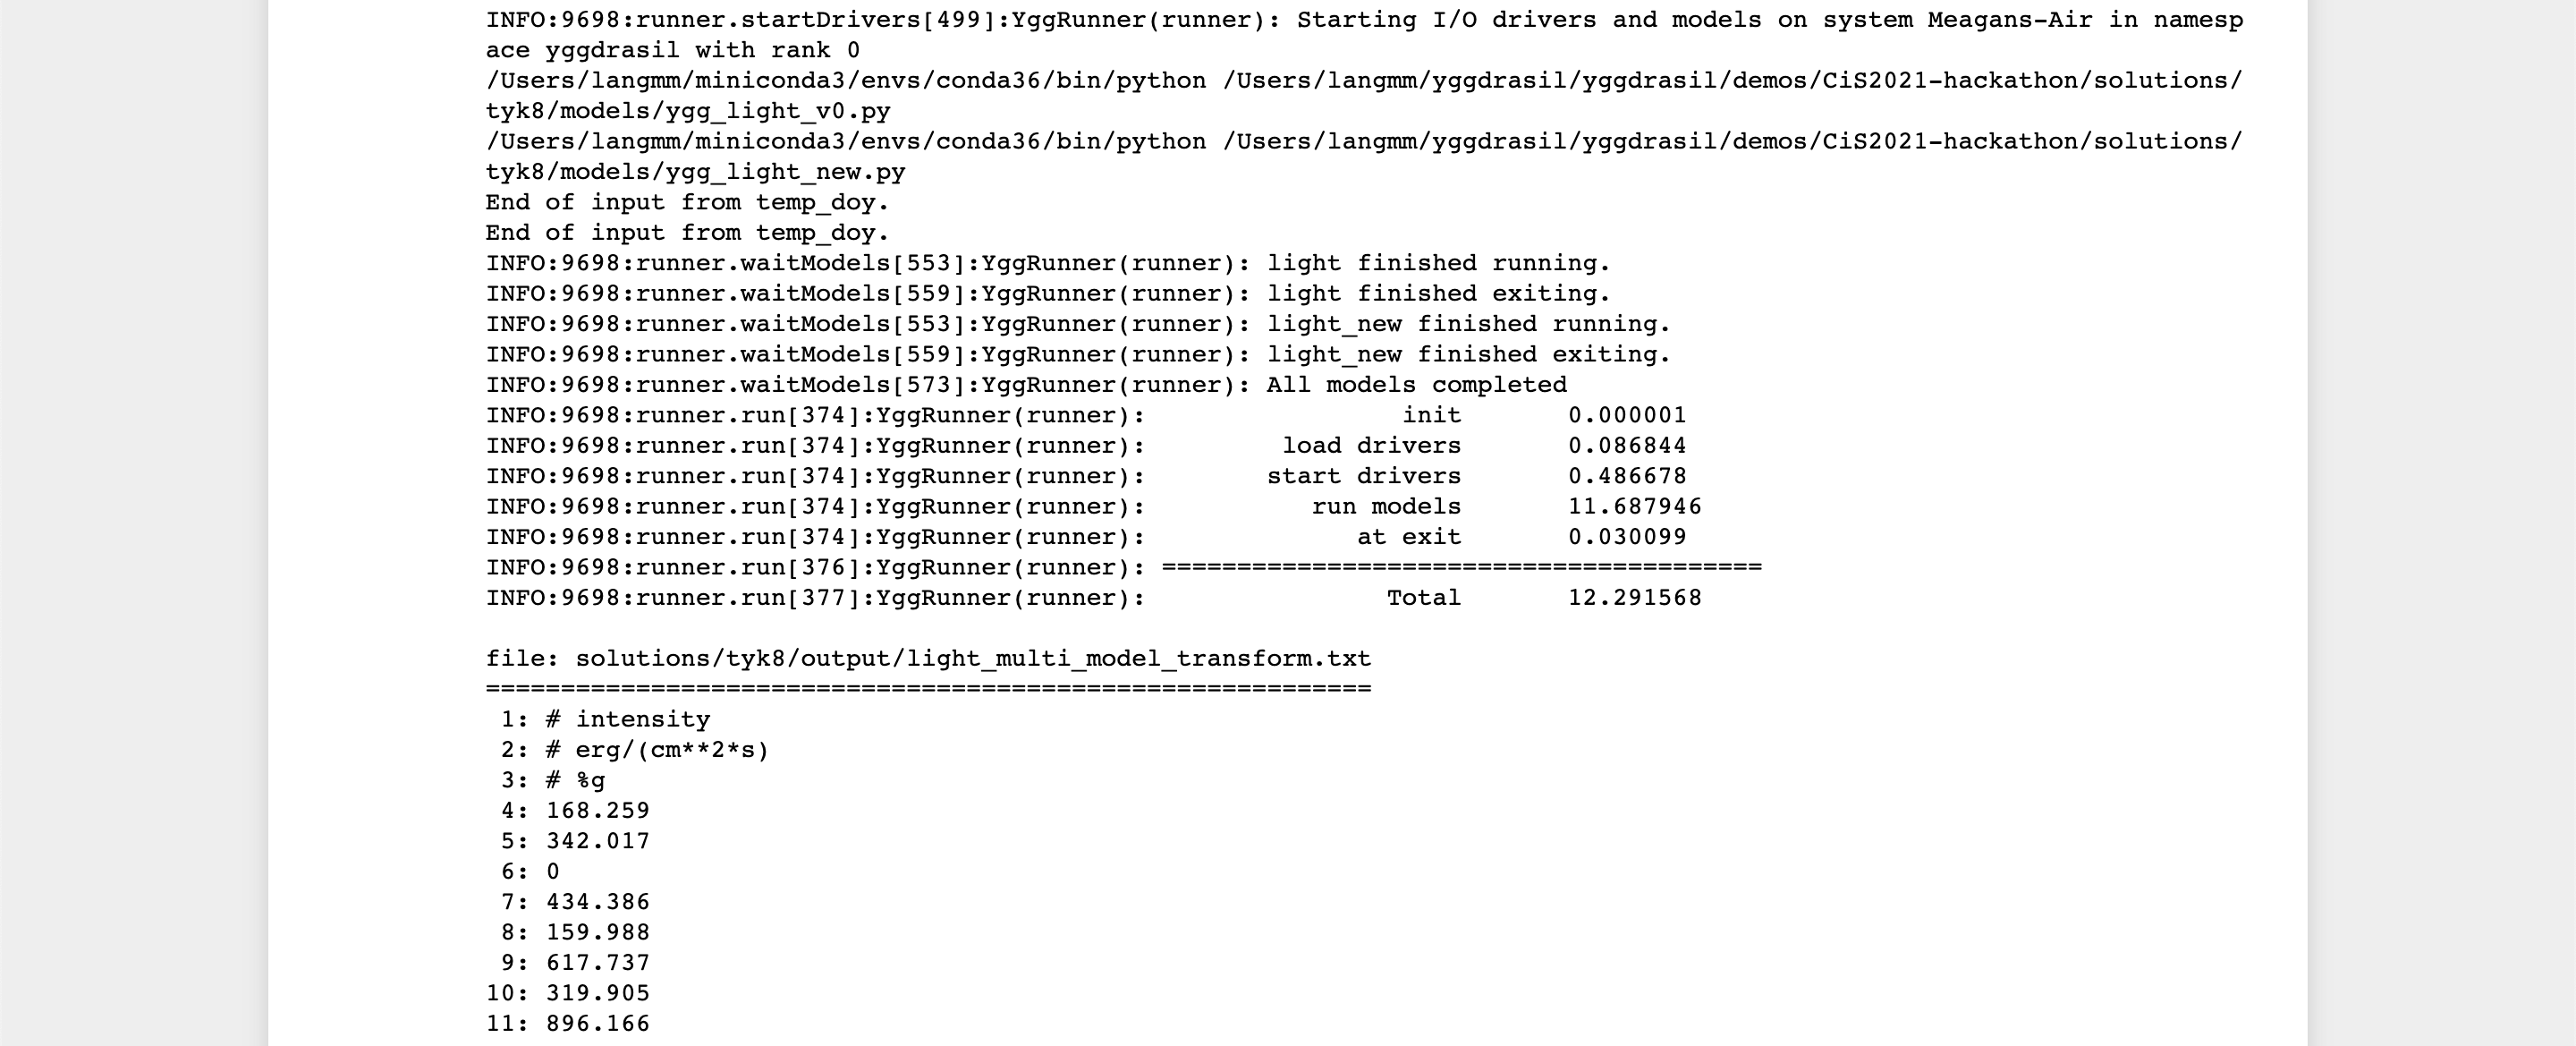 INFO:9698:runner.startDrivers[499]:YggRunner(runner): Starting I/O drivers and models on system Meagans-Air in namesp
ace yggdrasil with rank 0
/Users/langmm/miniconda3/envs/conda36/bin/python /Users/langmm/yggdrasil/yggdrasil/demos/CiS2021-hackathon/solutions/
tyk8/models/ygg_light_v0.py
/Users/langmm/miniconda3/envs/conda36/bin/python /Users/langmm/yggdrasil/yggdrasil/demos/CiS2021-hackathon/solutions/
tyk8/models/ygg_light_new.py
End of input from temp_doy.
End of input from temp_doy.
INFO:9698:runner.waitModels[553]:YggRunner(runner): light finished running.
INFO:9698:runner.waitModels[559]:YggRunner(runner): light finished exiting.
INFO:9698:runner.waitModels[553]:YggRunner(runner): light_new finished running.
INFO:9698:runner.waitModels[559]:YggRunner(runner): light_new finished exiting.
INFO:9698:runner.waitModels[573]:YggRunner(runner): All models completed
INFO:9698:runner.run[374]:YggRunner(runner):                 init       0.000001
INFO:9698:runner.run[374]:YggRunner(runner):         load drivers       0.086844
INFO:9698:runner.run[374]:YggRunner(runner):        start drivers       0.486678
INFO:9698:runner.run[374]:YggRunner(runner):           run models       11.687946
INFO:9698:runner.run[374]:YggRunner(runner):              at exit       0.030099
INFO:9698:runner.run[376]:YggRunner(runner): ========================================
INFO:9698:runner.run[377]:YggRunner(runner):                Total       12.291568
file: solutions/tyk8/output/light_multi_model_transform.txt
===========================================================
1: # intensity
2: # erg/(cm**2*s)
3: # %g
4: 168.259
5: 342.017
6: 0
7: 434.386
8: 159.988
9: 617.737
10: 319.905
11: 896.166